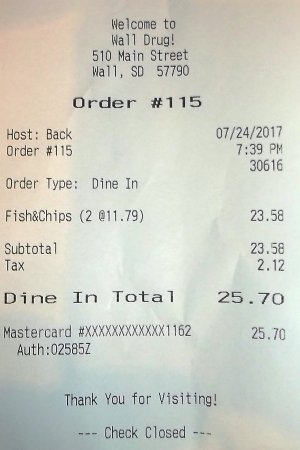 Welcome to
Wall Drug!
510 Main Street
Wall, SD 57790
Order #115
Host: Back 07/24/2017
Order #115 7:39 PM
30616
Order Type: Dine In
Fish&Chips (2 @11.79) 23.58
Subtotal 23.58
Tax 2.12
Dine In Total 25.70
Mastercard #XXXXXXXXXXXX1162 25.70
Auth:02585Z
Thank You for Visiting!
--- Check Closed ---